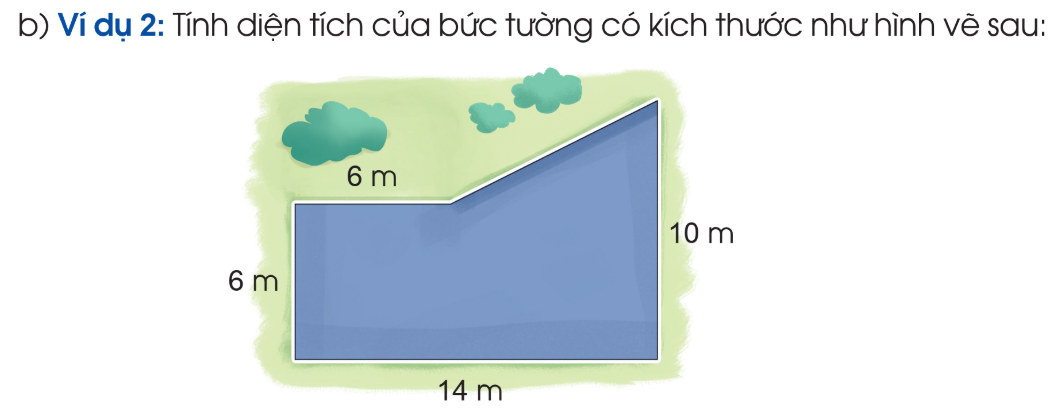 b) Ví dụ 2: Tính diện tích của bức tường có kích thước như hình vẽ sau:
6 m
10 m
6 m
14 m